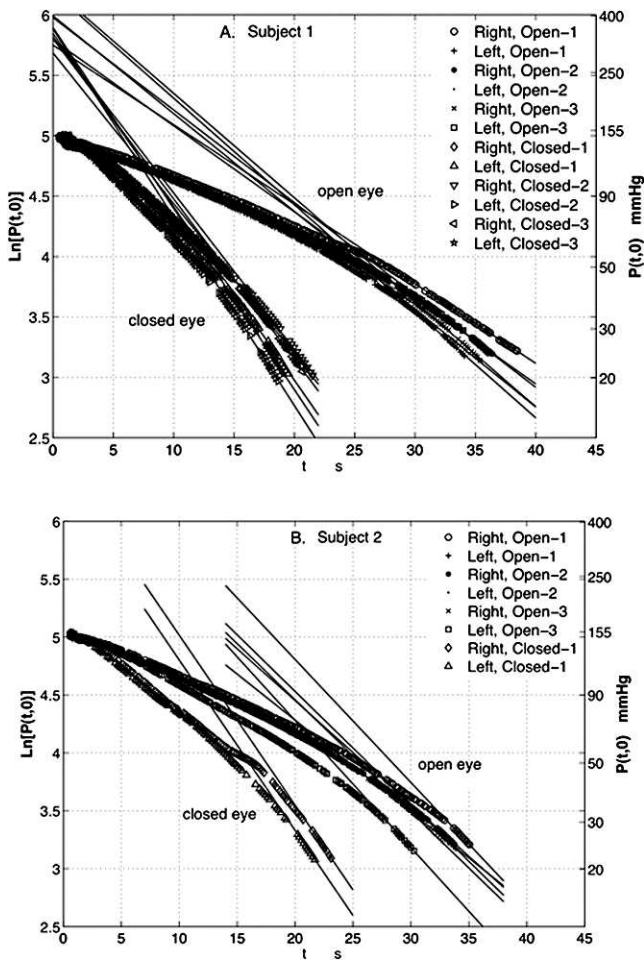 A. Subject 1
Right, Open-1
Left, Open-1
Right, Open-2
Left, Open-2
Right, Open-3
Left, Open-3
Right, Closed-1
Left, Closed-1
Right, Closed-2
Left, Closed-2
Right, Closed-3
Left, Closed-3
open eye
closed eye
Ln[P(t,0)]
6
5.5
5
4.5
4
3.5
3
2.5
400
250
155
90
50
30
20
P(t,0) mmHg
0 5 10 15 20 25 30 35 40 45
t s
B. Subject 2
Right, Open-1
Left, Open-1
Right, Open-2
Left, Open-2
Right, Open-3
Left, Open-3
Right, Closed-1
Left, Closed-1
open eye
closed eye
Ln[P(t,0)]
6
5.5
5
4.5
4
3.5
3
2.5
400
250
155
90
50
30
20
P(t,0) mmHg
0 5 10 15 20 25 30 35 40 45
t s